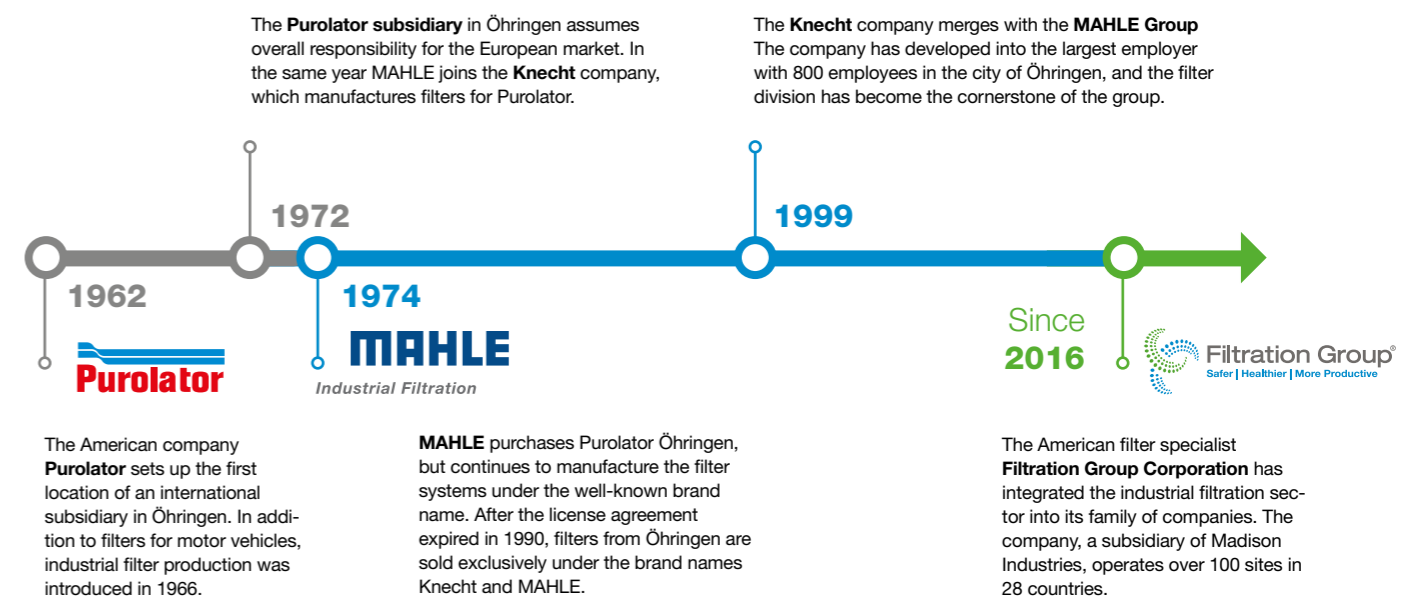 The Purolator subsidiary in Öhringen assumes
overall responsibility for the European market. In
the same year MAHLE joins the Knecht company,
which manufactures filters for Purolator.
The Knecht company merges with the MAHLE Group
The company has developed into the largest employer
with 800 employees in the city of Öhringen, and the filter
division has become the cornerstone of the group.
1972
1999
1962
1974
Since
2016
Purolator
MAHLE
Industrial Filtration
Filtration Group®
Safer | Healthier | More Productive
The American company
Purolator sets up the first
location of an international
subsidiary in Öhringen. In addi-
tion to filters for motor vehicles,
industrial filter production was
introduced in 1966.
MAHLE purchases Purolator Öhringen,
but continues to manufacture the filter
systems under the well-known brand
name. After the license agreement
expired in 1990, filters from Öhringen are
sold exclusively under the brand names
Knecht and MAHLE.
The American filter specialist
Filtration Group Corporation has
integrated the industrial filtration sec-
tor into its family of companies. The
company, a subsidiary of Madison
Industries, operates over 100 sites in
28 countries.